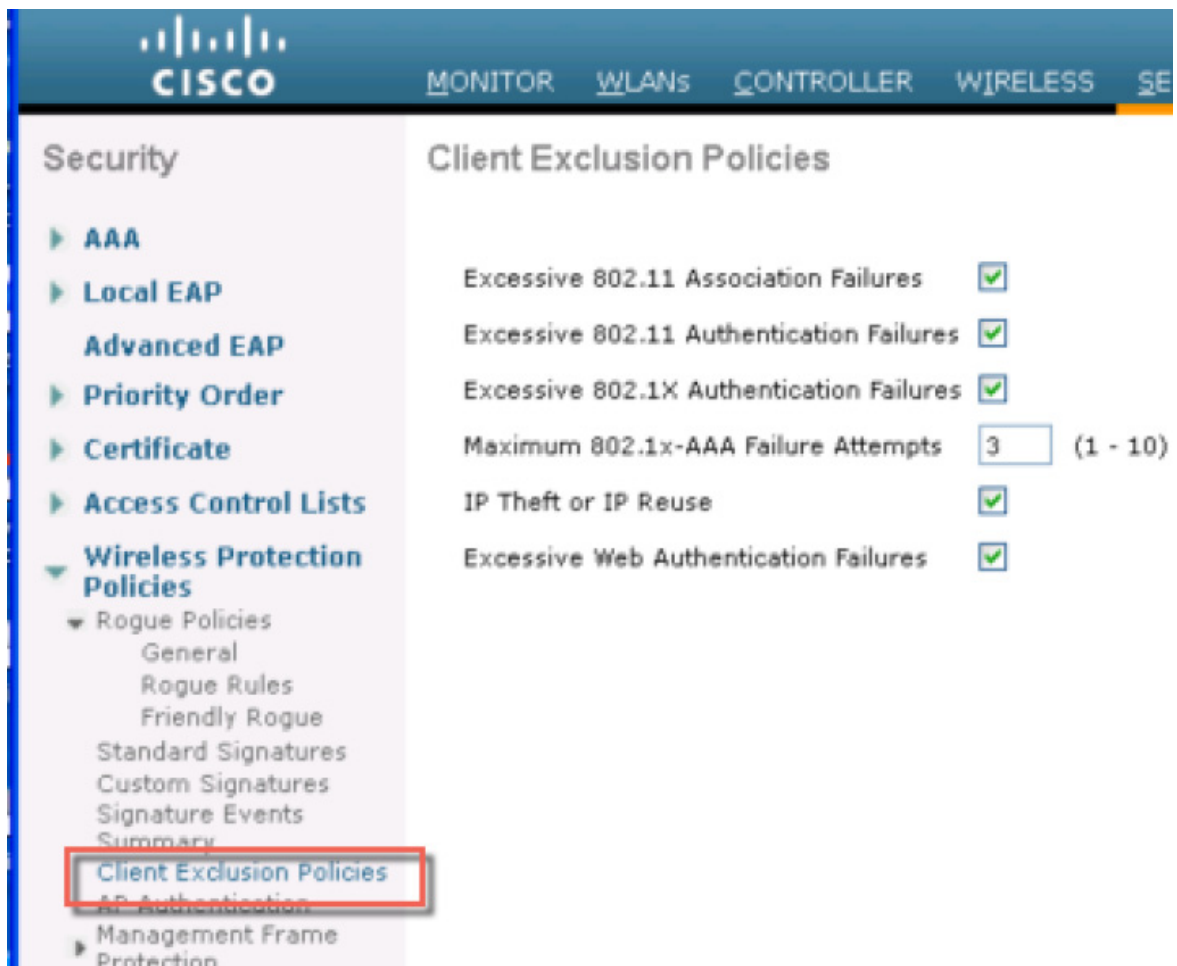 CISCO
MONITOR WLANs CONTROLLER WIRELESS SE
Security
AAA
Local EAP
Advanced EAP
Priority Order
Certificate
Access Control Lists
Wireless Protection
Policies
Rogue Policies
General
Rogue Rules
Friendly Rogue
Standard Signatures
Custom Signatures
Signature Events
Summary
Client Exclusion Policies
AP Authentication
Management Frame
Protection
Client Exclusion Policies
Excessive 802.11 Association Failures
Excessive 802.11 Authentication Failures
Excessive 802.1X Authentication Failures
Maximum 802.1x-AAA Failure Attempts 3 (1 - 10)
IP Theft or IP Reuse
Excessive Web Authentication Failures